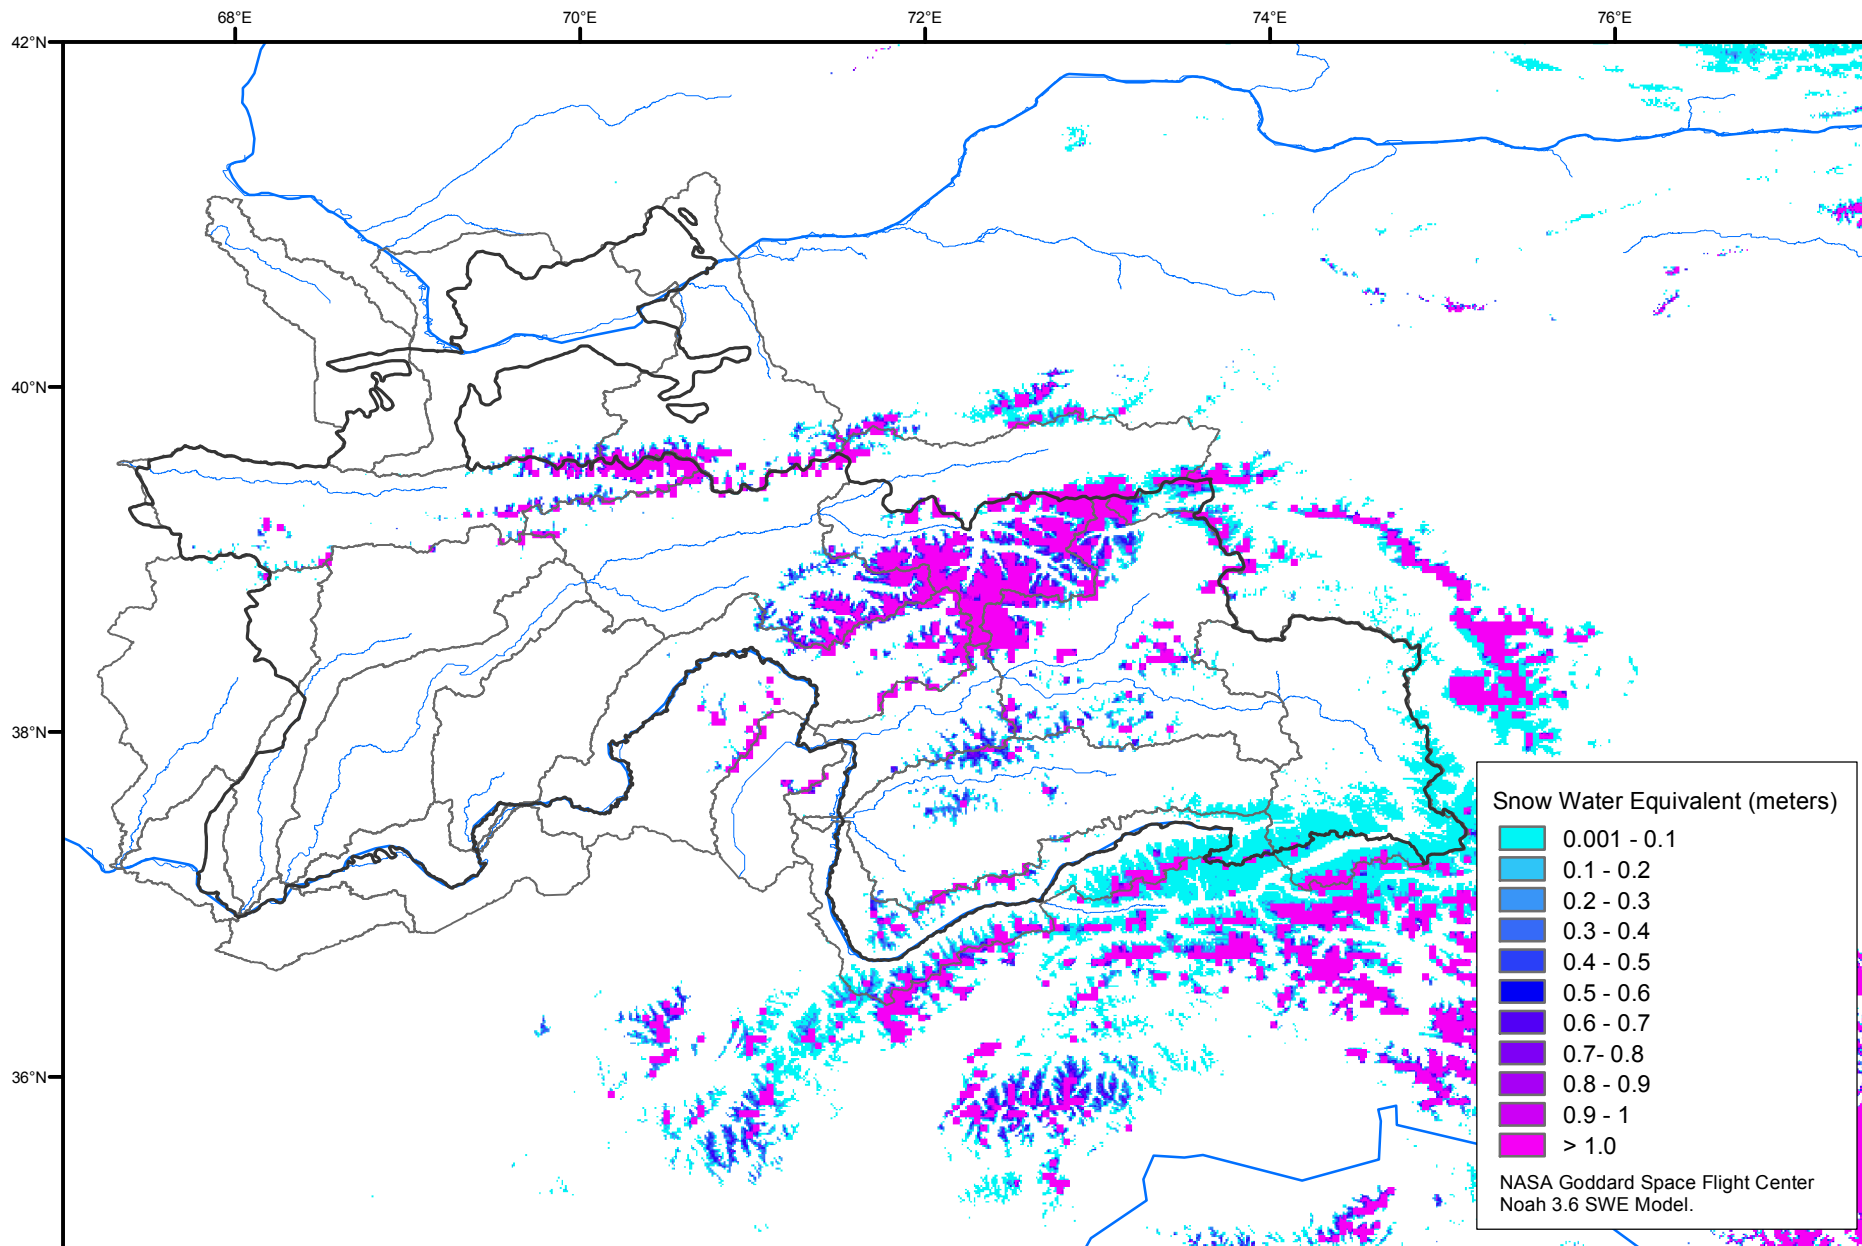 68°E
70°E
72°E
74°E
76°E
42°N
40°N
38°N
36°N
Snow Water Equivalent (meters)
0.001 - 0.1
0.1 - 0.2
0.2 - 0.3
0.3 - 0.4
0.4 - 0.5
0.5 - 0.6
0.6 - 0.7
0.7- 0.8
0.8 - 0.9
0.9 - 1
> 1.0
NASA Goddard Space Flight Center
Noah 3.6 SWE Model.